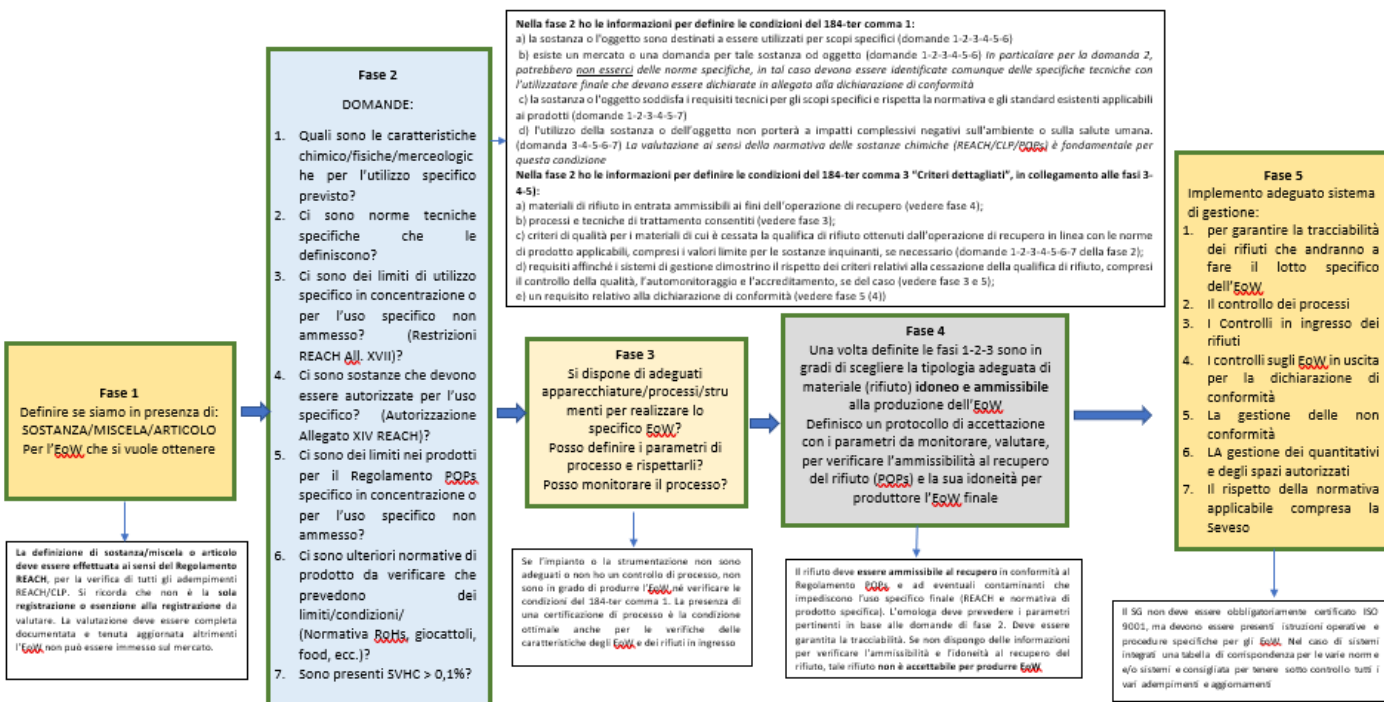 Fase 1
Definire se siamo in presenza di:
SOSTANZA/MISCELA/ARTICOLO
Per l'EoW che si vuole ottenere
La definizione di sostanza/miscela o articolo
deve essere effettuata ai sensi del Regolamento
REACH, per la verifica di tutti gli adempimenti
REACH/CLP. Si ricorda che non è la sola
registrazione o esenzione alla registrazione da
valutare. La valutazione deve essere completa
documentata e tenuta aggiornata altrimenti
l'EoW non può essere immesso sul mercato.
Fase 2
DOMANDE:
1. Quali sono le caratteristiche
chimico/fisiche/merceologic
he per l'utilizzo specifico
previsto?
2. Ci sono norme tecniche
specifiche che le
definiscono?
3. Ci sono dei limiti di utilizzo
specifico in concentrazione o
per l'uso specifico non
ammesso? (Restrizioni
REACH All. XVII)?
4. Ci sono sostanze che devono
essere autorizzate per l'uso
specifico? (Autorizzazione
Allegato XIV REACH)?
5. Ci sono dei limiti nei prodotti
per il Regolamento POPs
specifico in concentrazione o
per l'uso specifico non
ammesso?
6. Ci sono ulteriori normative di
prodotto da verificare che
prevedono dei
limiti/condizioni/
(Normativa RoHs, giocattoli,
food, ecc.)?
7. Sono presenti SVHC > 0,1%?
Nella fase 2 ho le informazioni per definire le condizioni del 184-ter comma 1:
a) la sostanza o l'oggetto sono destinati a essere utilizzati per scopi specifici (domande 1-2-3-4-5-6)
b) esiste un mercato o una domanda per tale sostanza od oggetto (domande 1-2-3-4-5-6) In particolare per la domanda 2,
potrebbero non esserci delle norme specifiche, in tal caso devono essere identificate comunque delle specifiche tecniche con
l'utilizzatore finale che devono essere dichiarate in allegato alla dichiarazione di conformità
c) la sostanza o l'oggetto soddisfa i requisiti tecnici per gli scopi specifici e rispetta la normativa e gli standard esistenti applicabili
ai prodotti (domande 1-2-3-4-5-7)
d) l'utilizzo della sostanza o dell'oggetto non porterà a impatti complessivi negativi sull'ambiente o sulla salute umana.
(domanda 3-4-5-6-7) La valutazione ai sensi della normativa delle sostanze chimiche (REACH/CLP/POPs) è fondamentale per
questa condizione
Nella fase 2 ho le informazioni per definire le condizioni del 184-ter comma 3 "Criteri dettagliati", in collegamento alle fasi 3-
4-5):
a) materiali di rifiuto in entrata ammissibili ai fini dell'operazione di recupero (vedere fase 4);
b) processi e tecniche di trattamento consentiti (vedere fase 3);
c) criteri di qualità per i materiali di cui è cessata la qualifica di rifiuto ottenuti dall'operazione di recupero in linea con le norme
di prodotto applicabili, compresi i valori limite per le sostanze inquinanti, se necessario (domande 1-2-3-4-5-6-7 della fase 2);
d) requisiti affinché i sistemi di gestione dimostrino il rispetto dei criteri relativi alla cessazione della qualifica di rifiuto, compresi
il controllo della qualità, l'automonitoraggio e l'accreditamento, se del caso (vedere fase 3 e 5);
e) un requisito relativo alla dichiarazione di conformità (vedere fase 5 (4))
Fase 3
Si dispone di adeguati
apparecchiature/processi/stru
menti per realizzare lo
specifico EoW?
Posso definire i parametri di
processo e rispettarli?
Posso monitorare il processo?
Se l'impianto o la strumentazione non sono
adeguati o non ho un controllo di processo, non
sono in grado di produrre l'EoW né verificare le
condizioni del 184-ter comma 1. La presenza di
una certificazione di processo è la condizione
ottimale anche per le verifiche delle
caratteristiche degli EoW e dei rifiuti in ingresso
Fase 4
Una volta definite le fasi 1-2-3 sono in
gradi di scegliere la tipologia adeguata di
materiale (rifiuto) idoneo e ammissibile
alla produzione dell'EoW
Definisco un protocollo di accettazione
con i parametri da monitorare, valutare,
per verificare l'ammissibilità al recupero
del rifiuto (POPs) e la sua idoneità per
produttore l'EoW finale
Il rifiuto deve essere ammissibile al recupero in conformità al
Regolamento POPs e ad eventuali contaminanti che
impediscono l'uso specifico finale (REACH e normativa di
prodotto specifica). L'omologa deve prevedere i parametri
pertinenti in base alle domande di fase 2. Deve essere
garantita la tracciabilità. Se non dispongo delle informazioni
per verificare l'ammissibilità e l'idoneità al recupero del
rifiuto, tale rifiuto non è accettabile per produrre EoW
Fase 5
Implemento adeguato sistema
di gestione:
1. per garantire la tracciabilità
dei rifiuti che andranno a
fare il lotto specifico
dell'EoW
2. Il controllo dei processi
3. I Controlli in ingresso dei
rifiuti
4. I controlli sugli EoW in uscita
per la dichiarazione di
conformità
5. La gestione delle non
conformità
6. LA gestione dei quantitativi
e degli spazi autorizzati
7. Il rispetto della normativa
applicabile compresa la
Seveso
Il SG non deve essere obbligatoriamente certificato ISO
9001, ma devono essere presenti istruzioni operative e
procedure specifiche per gli EoW. Nel caso di sistemi
integrati una tabella di corrispondenza per le varie norme
e/o sistemi e consigliata per tenere sotto controllo tutti i
vari adempimenti e aggiornamenti